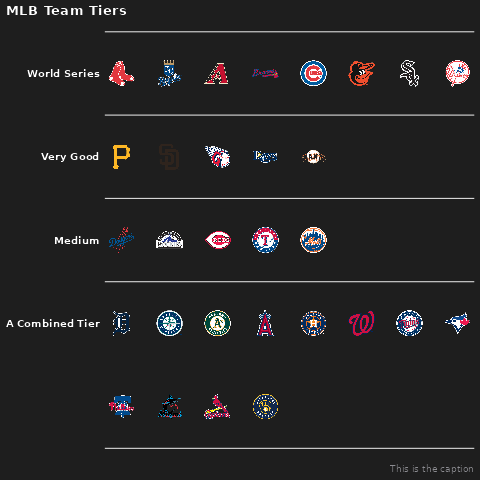 MLB Team Tiers
World Series
Very Good
Medium
A Combined Tier
This is the caption